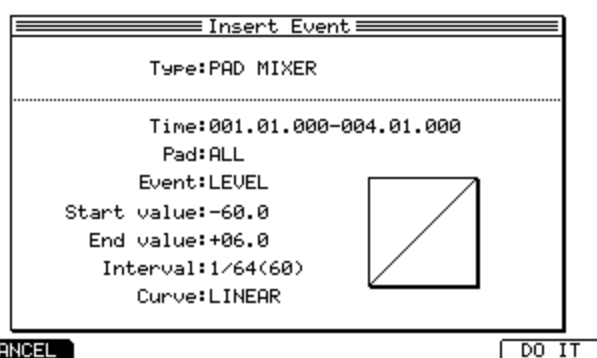 Insert Event
Type:PAD MIXER
Time:001.01.000-004.01.000
Pad:ALL
Event:LEVEL
Start value:-60.0
End value:+06.0
Interval:1/64(60)
Curve:LINEAR
ANCEL DO IT